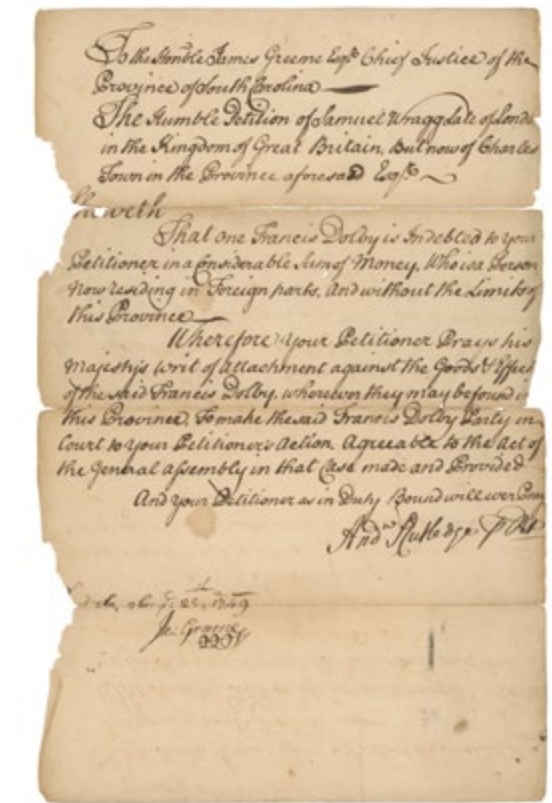 To the Honble James Greeme Esqr. Chief Justice of the
Province of South Carolina
The Humble Petition of Samuel Wragg Late of Londo
in the Kingdom of Great Britain, But now of Charles
Town in the Province aforesaid Esqr.
sheweth
That one Francis Dolby is Indebted to your
Petitioner in a Considerable Sum of Money, Who is a Person
now residing in Foreign parts, and without the Limits of
this Province
Wherefore your Petitioner Prays his
Majestys writ of attachment against the Goods & Effects
of the said Francis Dolby, wherever they may be found in
this Province, To make the said Francis Dolby Party in
Court to your Petitioners Action, Agreeable to the Act of
the General assembly in that Case made and Provided
And your Petitioner as in Duty Bound will ever Pray
Andw Rutledge
1749
Ja: Graeme